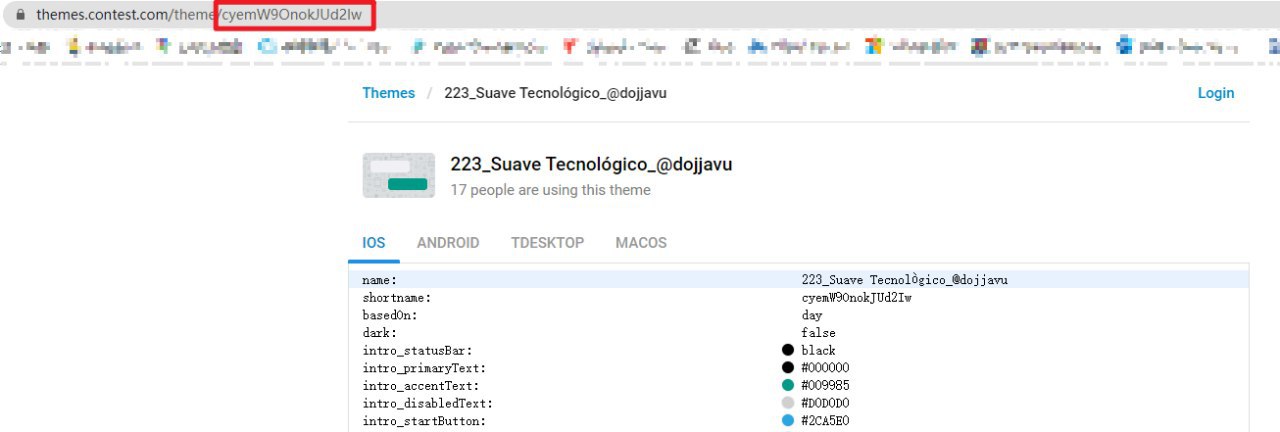 themes.contest.com/theme/cyemW9OnokJUd2Iw
Themes / 223_Suave Tecnológico_@dojjavu Login
223_Suave Tecnológico_@dojjavu
17 people are using this theme
IOS ANDROID TDESKTOP MACOS
name: 223_Suave Tecnològico_@dojjavu
shortname: cyemW9OnokJUd2Iw
basedOn: day
dark: false
intro_statusBar: black
intro_primaryText: #000000
intro_accentText: #009985
intro_disabledText: #D0D0D0
intro_startButton: #2CA5E0